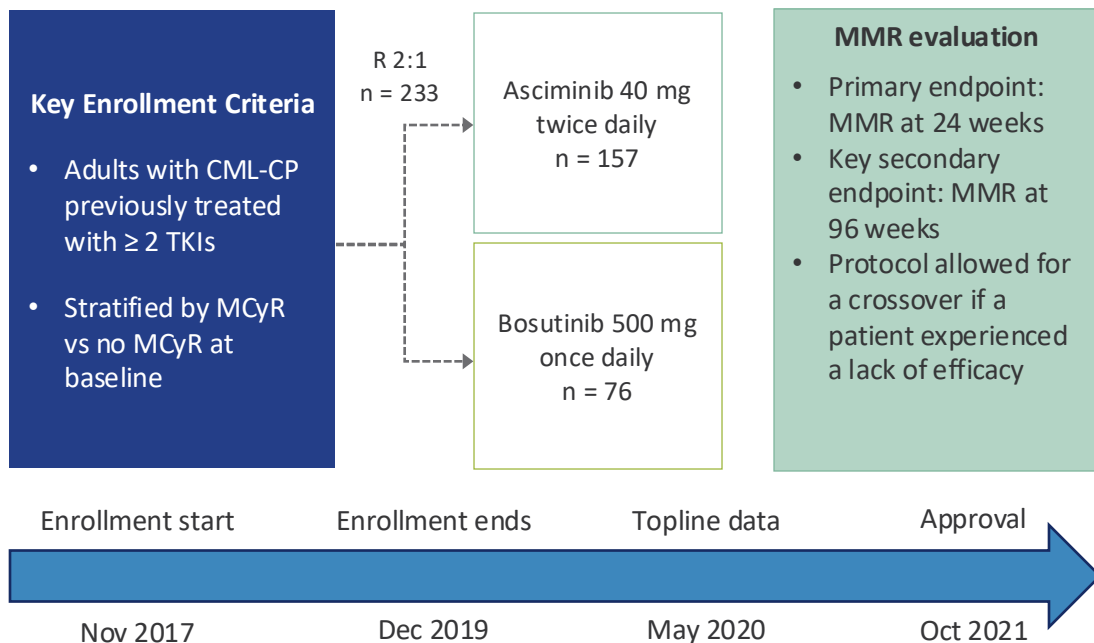 Key Enrollment Criteria
• Adults with CML-CP
previously treated
with ≥ 2 TKIs
• Stratified by MCyR
vs no MCyR at
baseline
R 2:1
n = 233
Asciminib 40 mg
twice daily
n = 157
Bosutinib 500 mg
once daily
n = 76
MMR evaluation
• Primary endpoint:
MMR at 24 weeks
• Key secondary
endpoint: MMR at
96 weeks
• Protocol allowed for
a crossover if a
patient experienced
a lack of efficacy
Enrollment start
Enrollment ends
Topline data
Approval
Nov 2017
Dec 2019
May 2020
Oct 2021